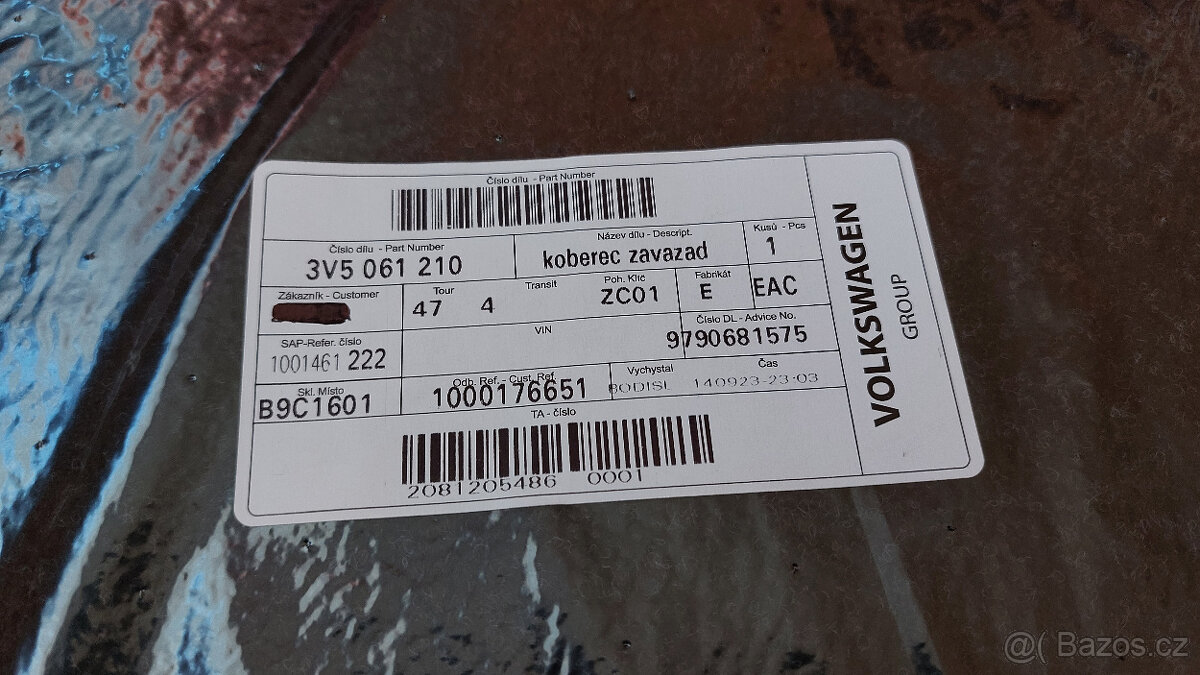 Číslo dílu - Part Number
Číslo dílu - Part Number
3V5 061 210
Název dílu - Descript.
koberec zavazad
Kusů - Pcs
1
Zákazník - Customer
Tour
47 4
Transit
Poh. Klíč
ZC01
Fabrikát
E
EAC
SAP-Refer. číslo
1001461 222
VIN
Číslo DL - Advice No.
9790681575
Skl. Místo
B9C1601
Odb. Ref. - Cust. Ref.
1000176651
Vychystal
BODISL
Čas
140923-23:03
TA - číslo
2081205486 0001
VOLKSWAGEN
GROUP
@( Bazos.cz